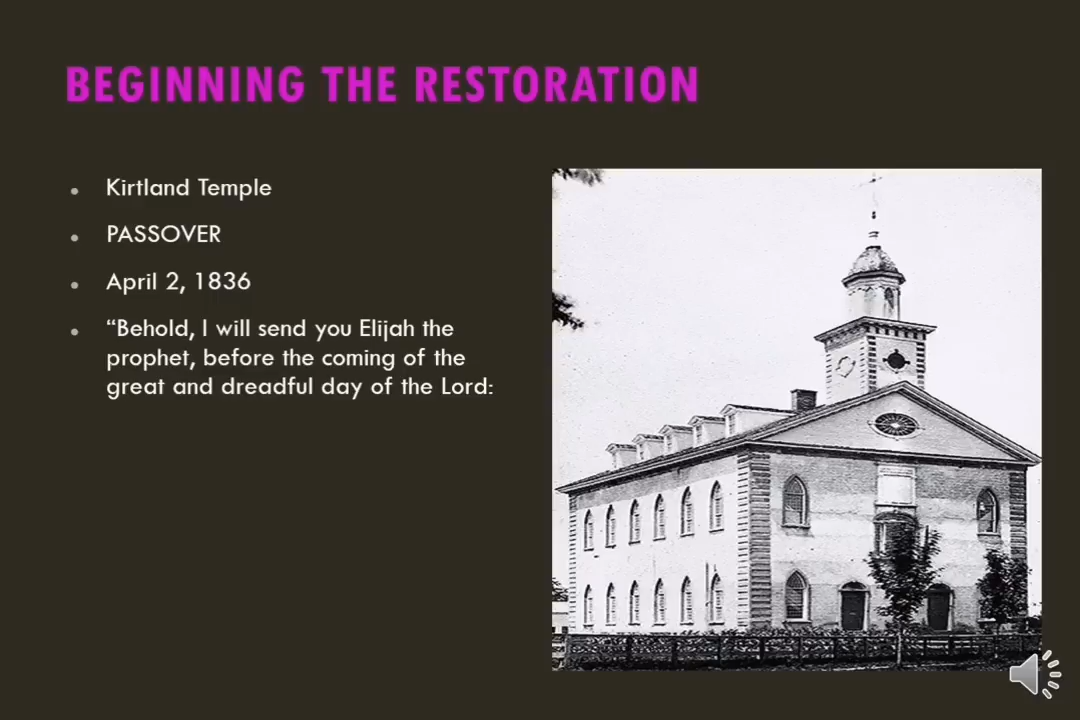 BEGINNING THE RESTORATION
Kirtland Temple
PASSOVER
April 2, 1836
“Behold, I will send you Elijah the
prophet, before the coming of the
great and dreadful day of the Lord: